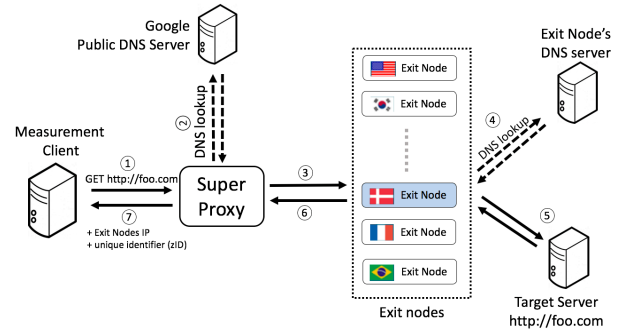 Google
Public DNS Server
Exit Node's
DNS server
Exit Node
Exit Node
② DNS lookup
④ DNS lookup
Measurement
Client
①
GET http://foo.com
Super
Proxy
③
Exit Node
⑦
+ Exit Nodes IP
+ unique identifier (zID)
⑥
⑤
Exit Node
Exit Node
Exit nodes
Target Server
http://foo.com